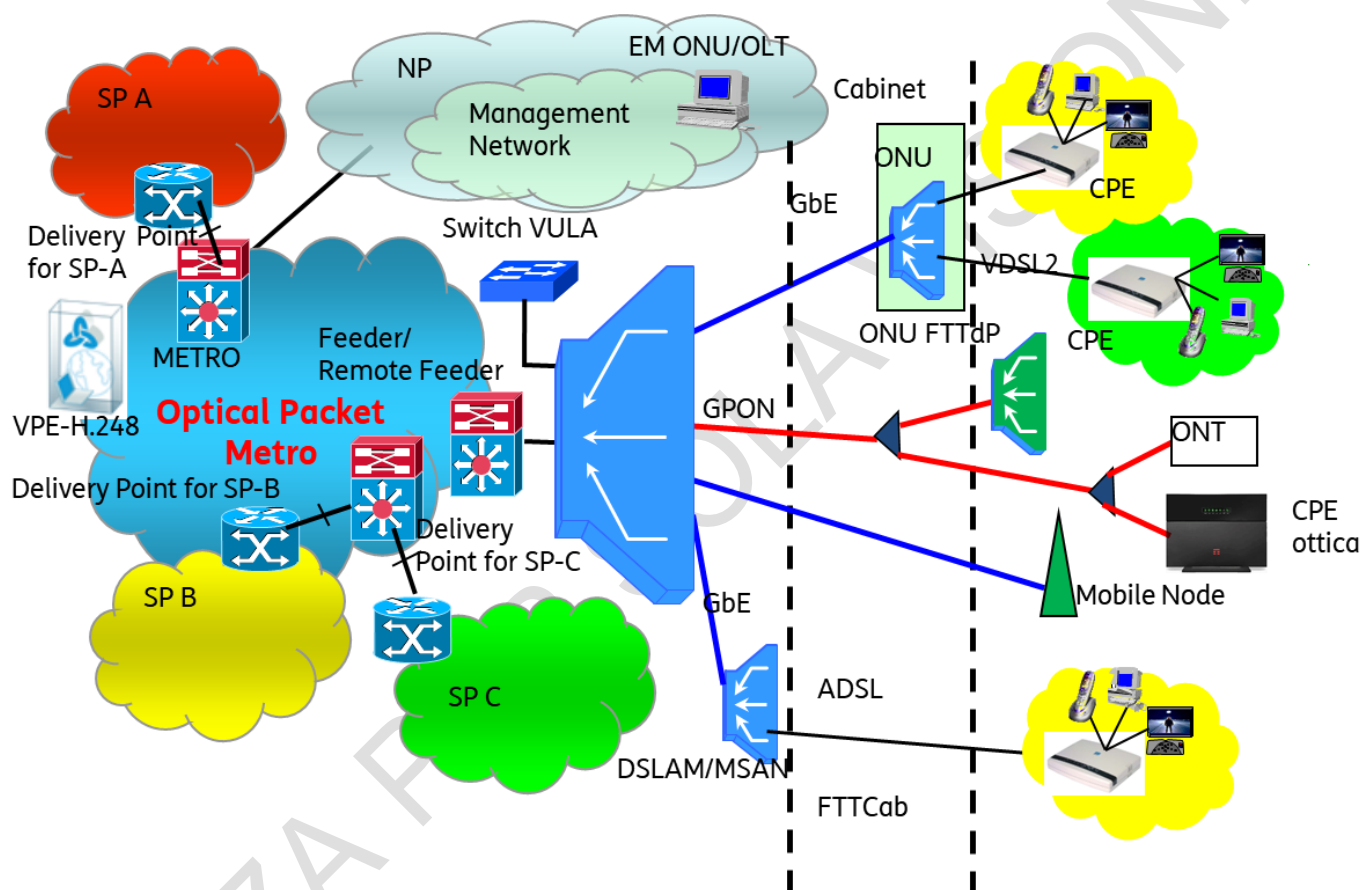 EM ONU/OLT
NP
SP A
Cabinet
Management
Network
ONU
CPE
GbE
Switch VULA
Delivery Point
for SP-A
VDSL2
METRO
Feeder/
Remote Feeder
ONU FTTdP
CPE
VPE-H.248
Optical Packet
Metro
GPON
ONT
Delivery Point for SP-B
CPE
ottica
Delivery
Point for SP-C
SP B
GbE
Mobile Node
SP C
ADSL
DSLAM/MSAN
FTTCab